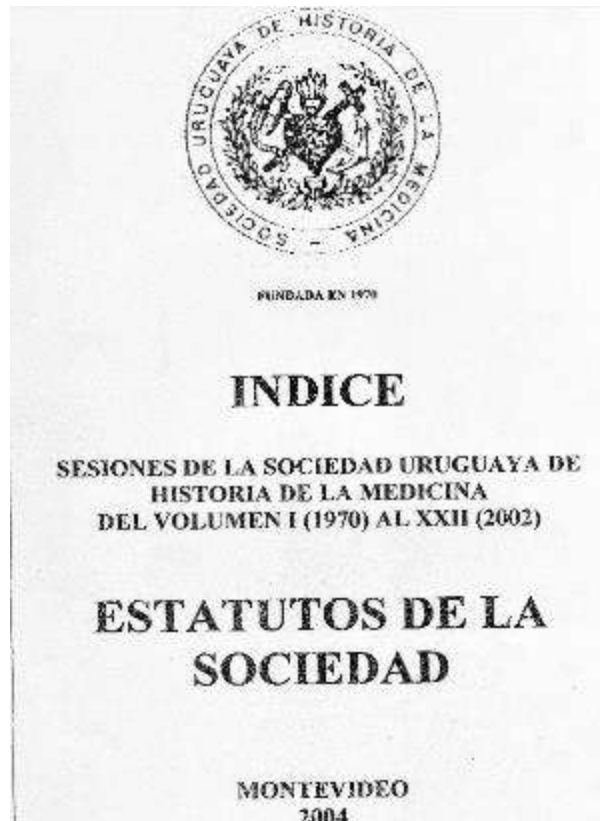 SOCIEDAD URUGUAYA DE HISTORIA DE LA MEDICINA -
FUNDADA EN 1970
INDICE
SESIONES DE LA SOCIEDAD URUGUAYA DE
HISTORIA DE LA MEDICINA
DEL VOLUMEN I (1970) AL XXII (2002)
ESTATUTOS DE LA
SOCIEDAD
MONTEVIDEO
2004